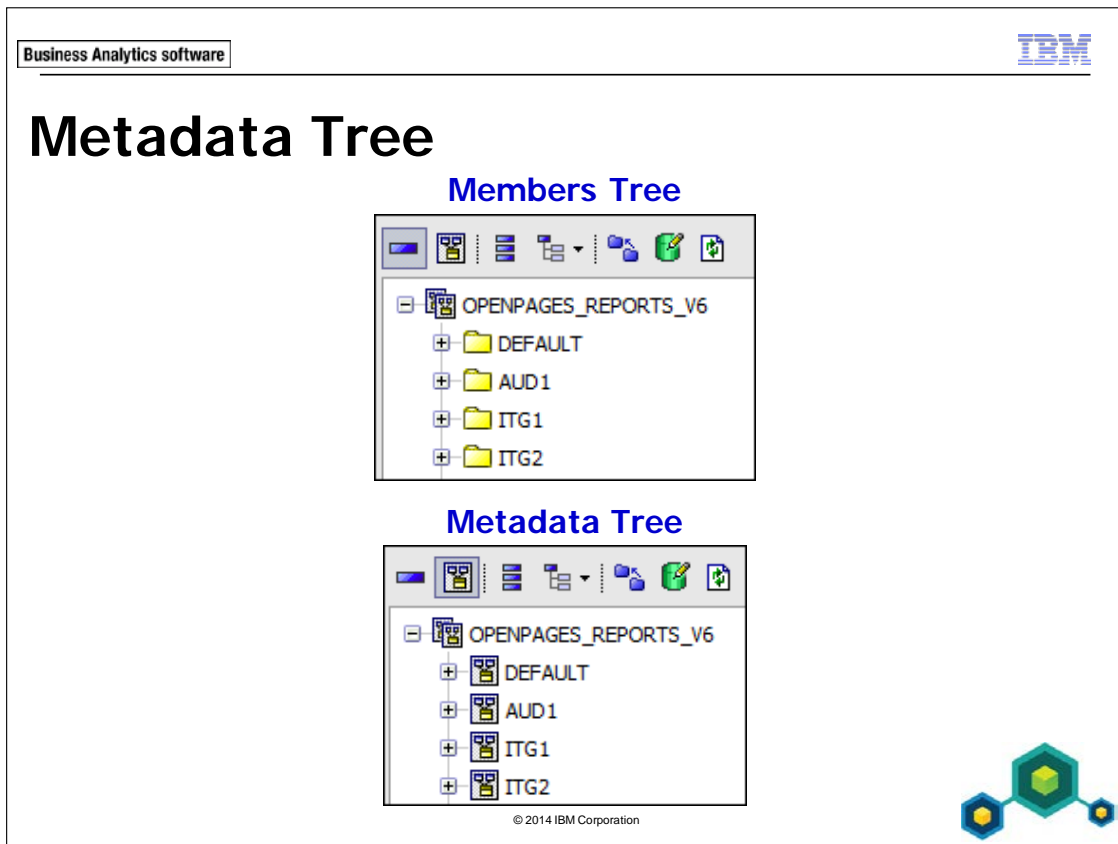 Business Analytics software
IBM
Metadata Tree
Members Tree
OPENPAGES_REPORTS_V6
DEFAULT
AUD1
ITG1
ITG2
Metadata Tree
OPENPAGES_REPORTS_V6
DEFAULT
AUD1
ITG1
ITG2
© 2014 IBM Corporation